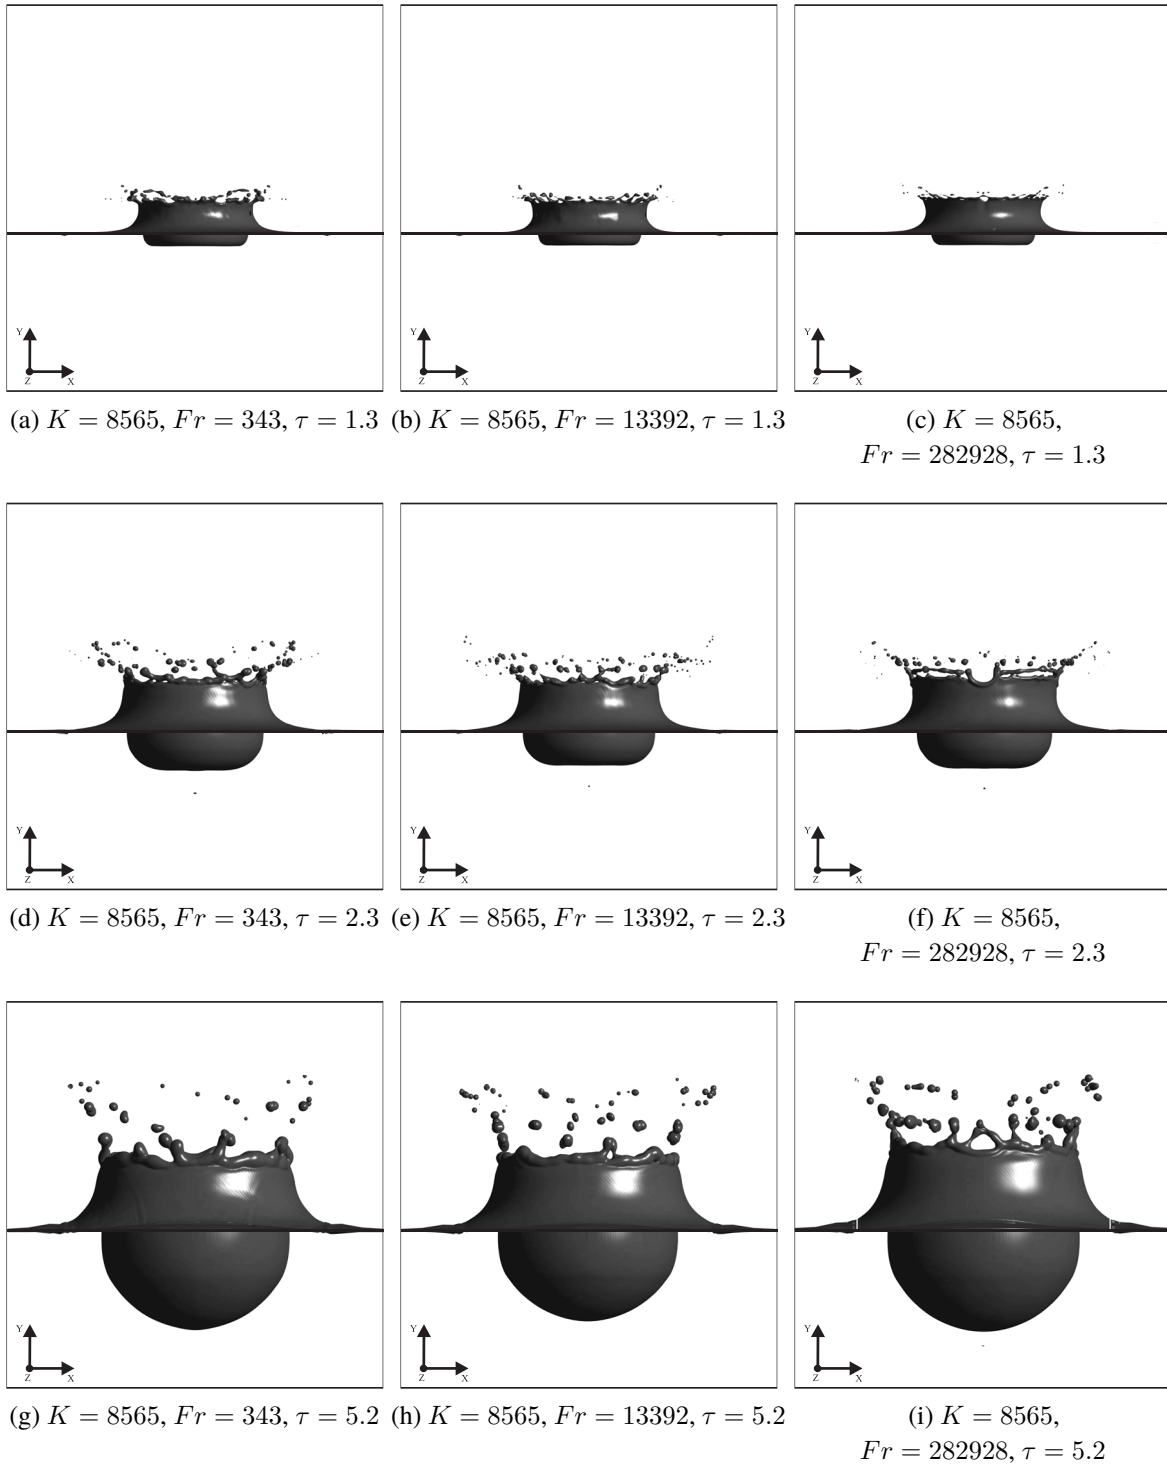 Y
Z X
Y
Z X
Y
Z X
(a) K = 8565, Fr = 343, τ = 1.3
(b) K = 8565, Fr = 13392, τ = 1.3
(c) K = 8565,
Fr = 282928, τ = 1.3
Y
Z X
Y
Z X
Y
Z X
(d) K = 8565, Fr = 343, τ = 2.3
(e) K = 8565, Fr = 13392, τ = 2.3
(f) K = 8565,
Fr = 282928, τ = 2.3
Y
Z X
Y
Z X
Y
Z X
(g) K = 8565, Fr = 343, τ = 5.2
(h) K = 8565, Fr = 13392, τ = 5.2
(i) K = 8565,
Fr = 282928, τ = 5.2